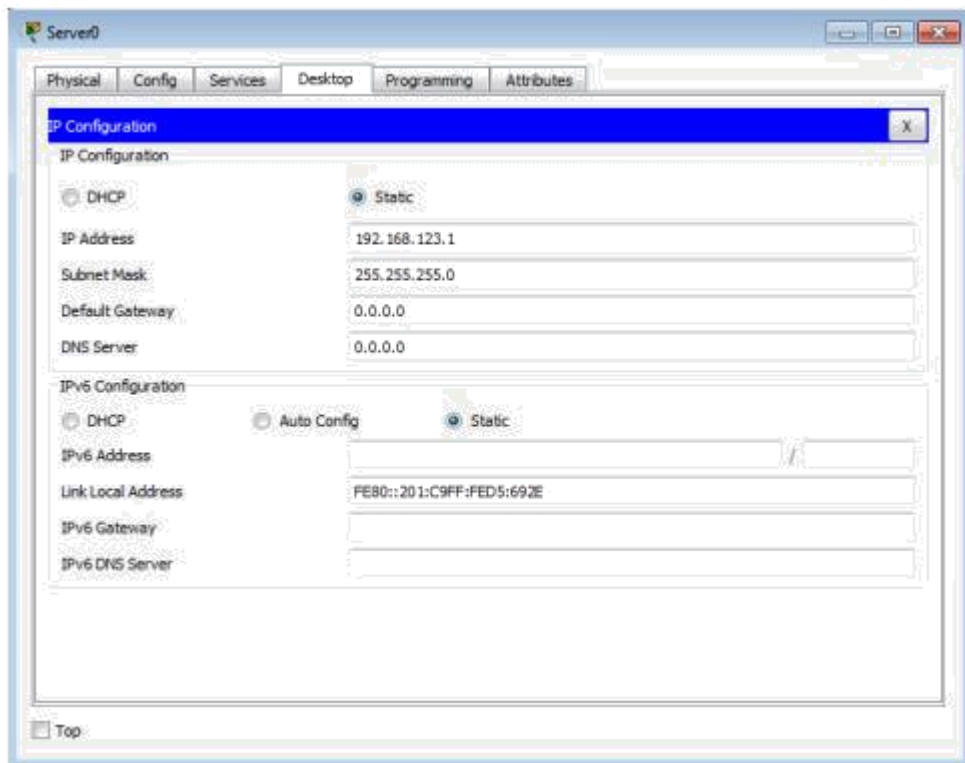 Server0
Physical Config Services Desktop Programming Attributes
IP Configuration X
IP Configuration
DHCP Static
IP Address 192.168.123.1
Subnet Mask 255.255.255.0
Default Gateway 0.0.0.0
DNS Server 0.0.0.0
IPv6 Configuration
DHCP Auto Config Static
IPv6 Address /
Link Local Address FE80::201:C9FF:FED5:692E
IPv6 Gateway
IPv6 DNS Server
Top